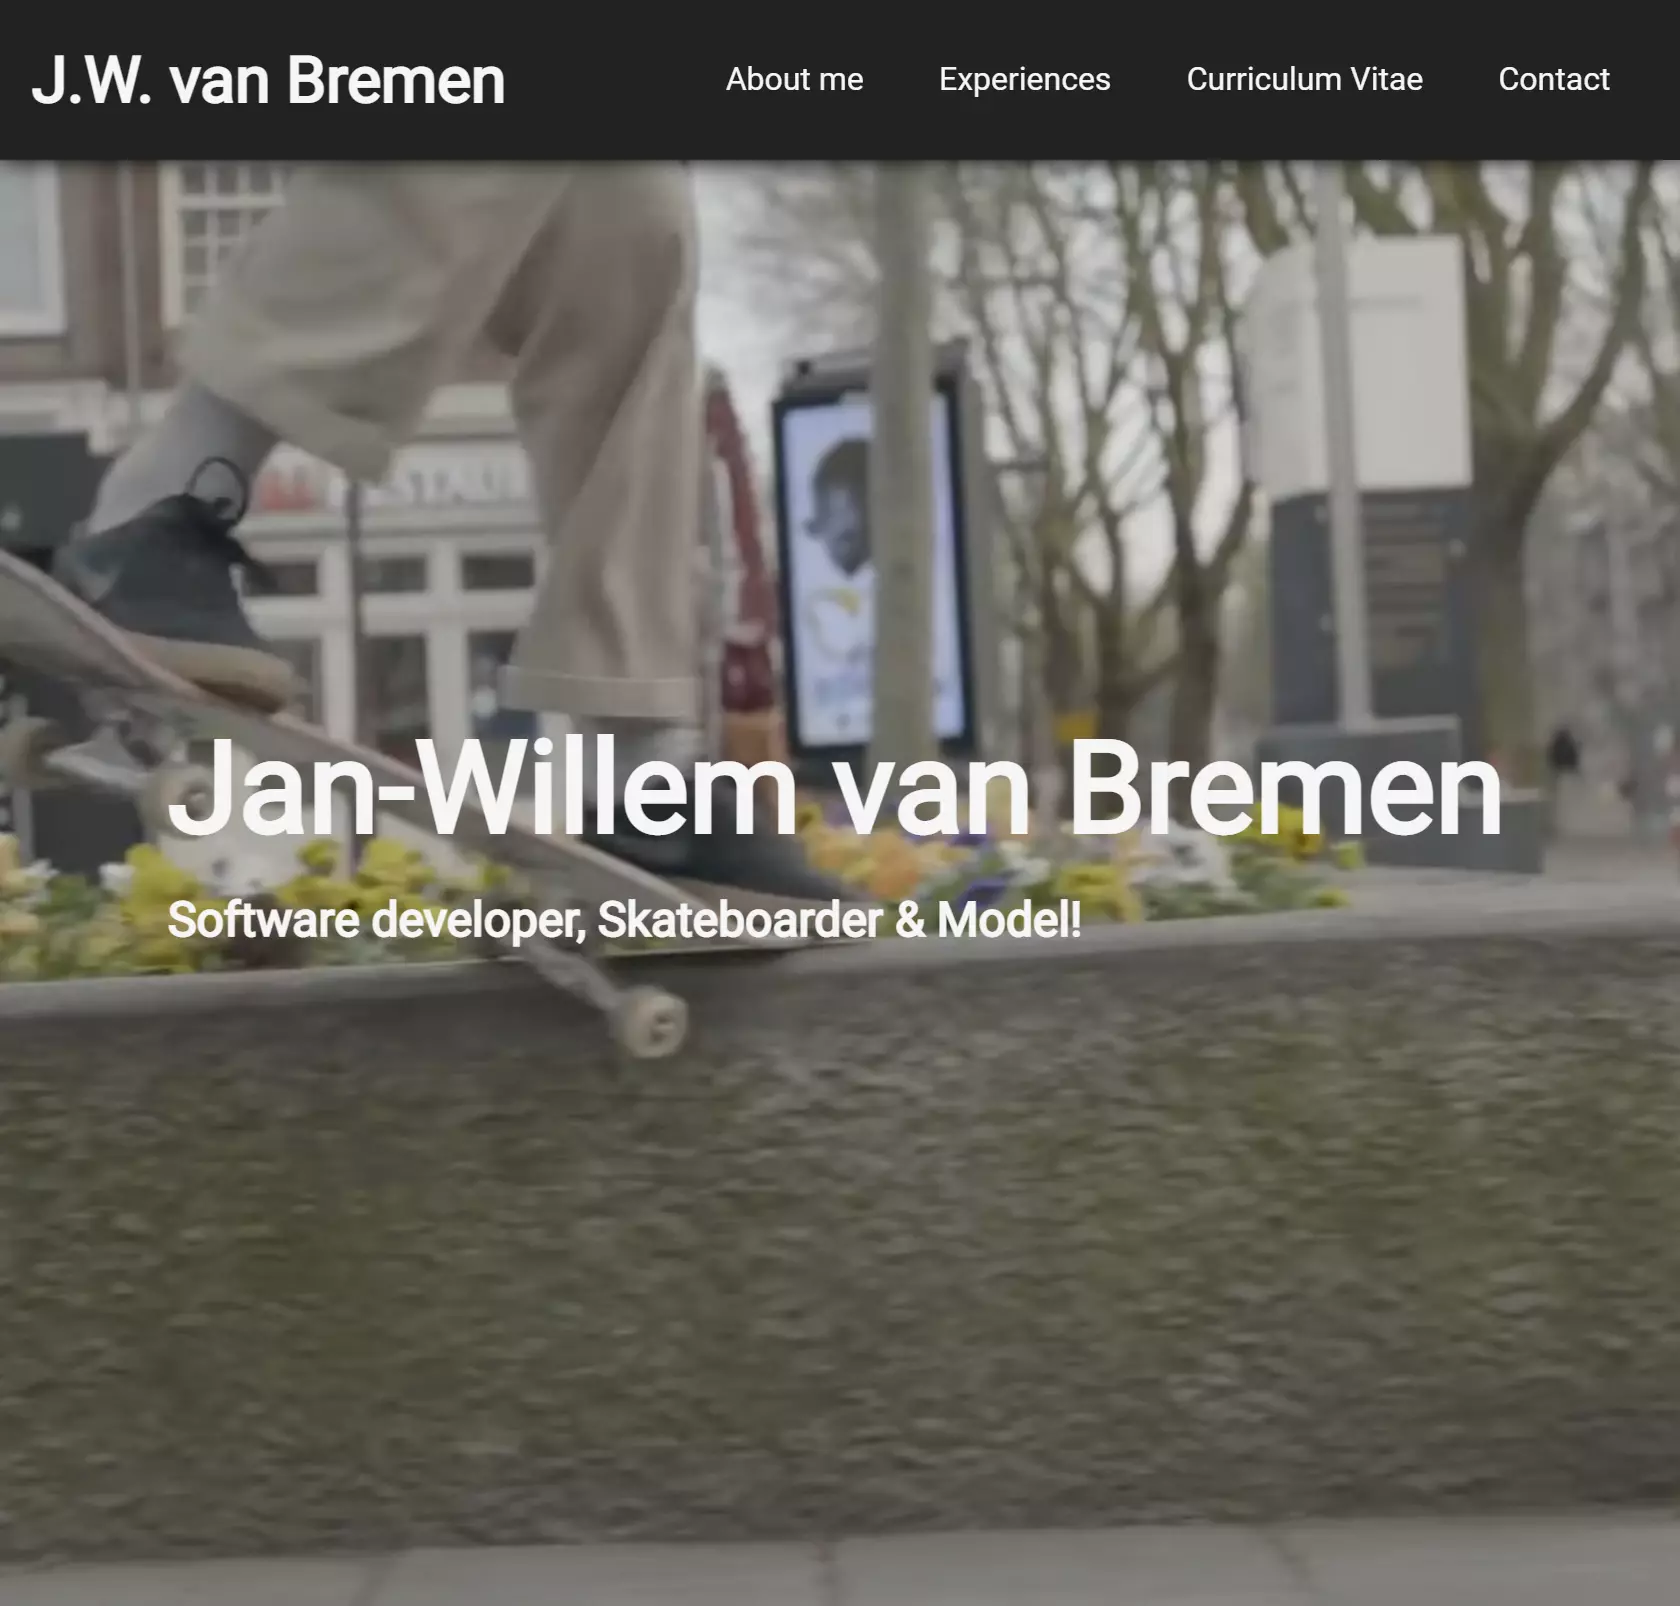 J.W. van Bremen
About me
Experiences
Curriculum Vitae
Contact
Jan-Willem van Bremen
Software developer, Skateboarder & Model!